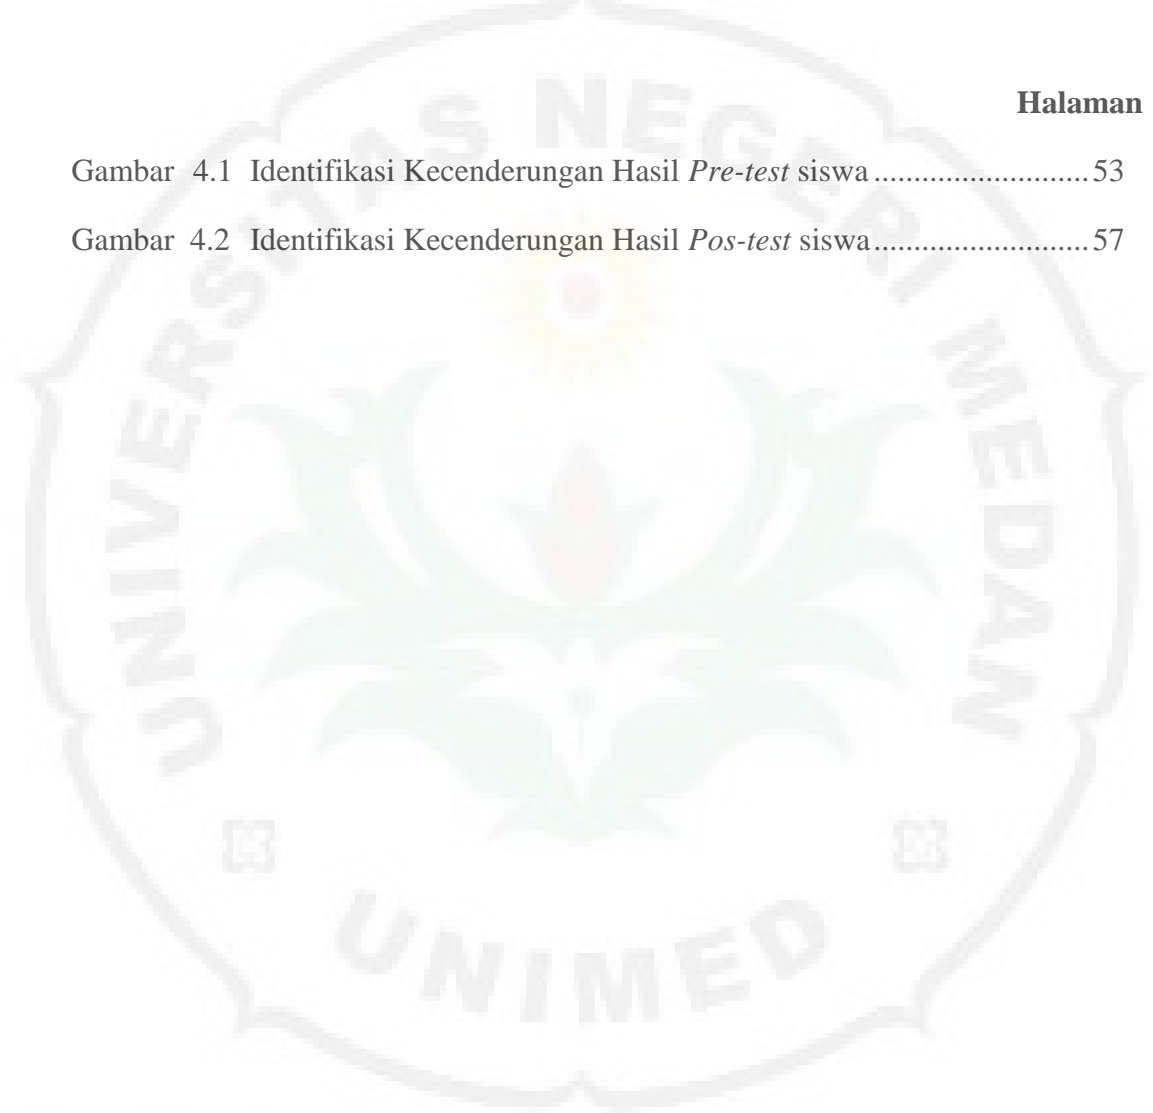 Halaman
Gambar 4.1 Identifikasi Kecenderungan Hasil Pre-test siswa...........................53
Gambar 4.2 Identifikasi Kecenderungan Hasil Pos-test siswa...........................57
UNIVERSITAS NEGERI MEDAN
UNIMED